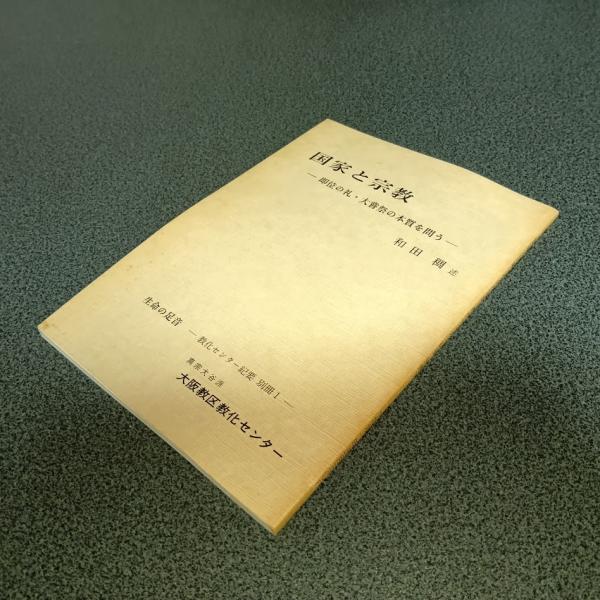 国家と宗教
―即位の礼・大嘗祭の本質を問う―
和田 稠 述
生命の足音 ―教化センター紀要 別冊1―
真宗大谷派
大阪教区教化センター